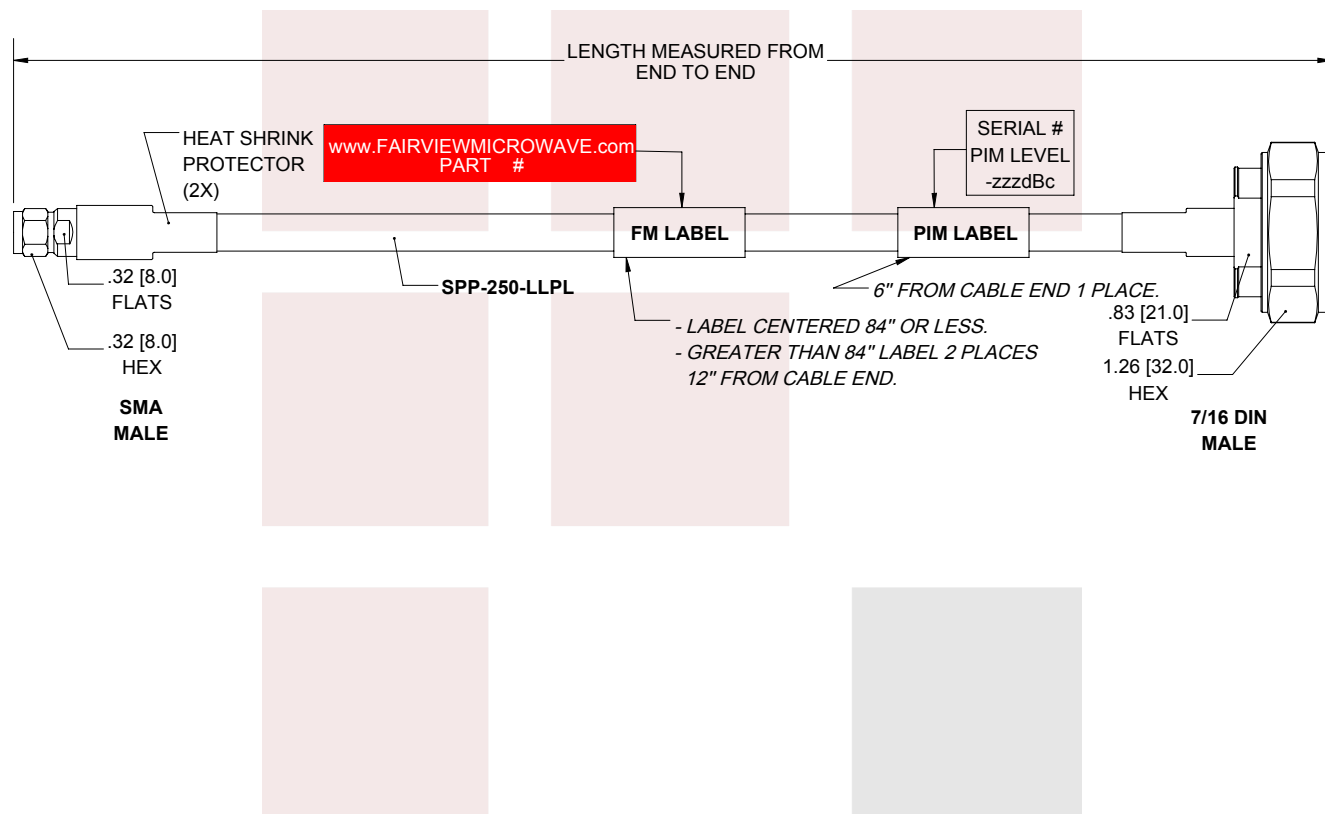 LENGTH MEASURED FROM
END TO END
HEAT SHRINK
PROTECTOR
(2X)
www.FAIRVIEWMICROWAVE.com
PART #
SERIAL #
PIM LEVEL
-zzzdBc
FM LABEL
PIM LABEL
.32 [8.0]
FLATS
.32 [8.0]
HEX
SMA
MALE
SPP-250-LLPL
6" FROM CABLE END 1 PLACE.
- LABEL CENTERED 84" OR LESS.
- GREATER THAN 84" LABEL 2 PLACES
12" FROM CABLE END.
.83 [21.0]
FLATS
1.26 [32.0]
HEX
7/16 DIN
MALE